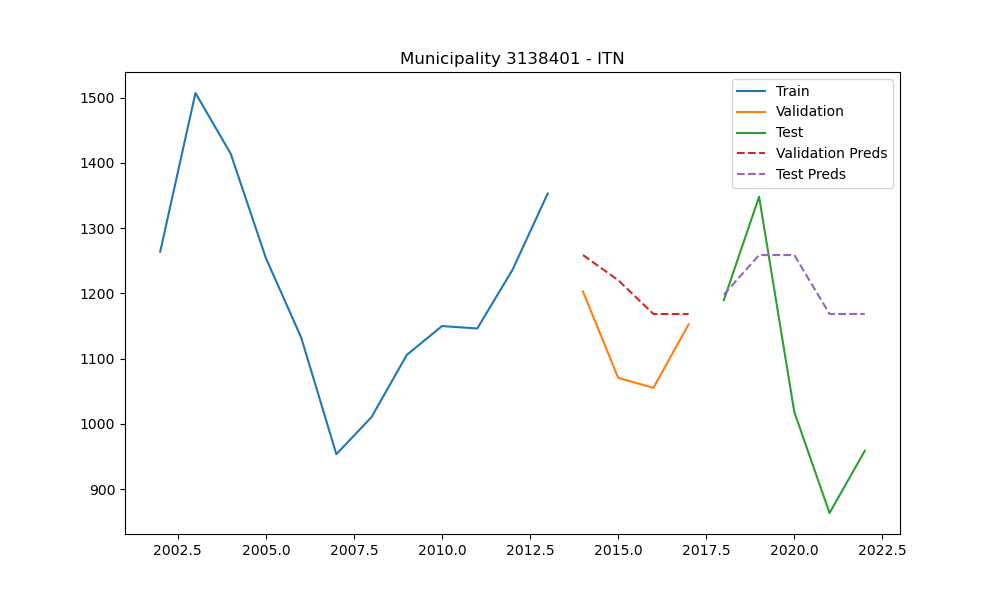 Municipality 3138401 - ITN
Train
Validation
Test
Validation Preds
Test Preds
1500
1400
1300
1200
1100
1000
900
2002.5 2005.0 2007.5 2010.0 2012.5 2015.0 2017.5 2020.0 2022.5